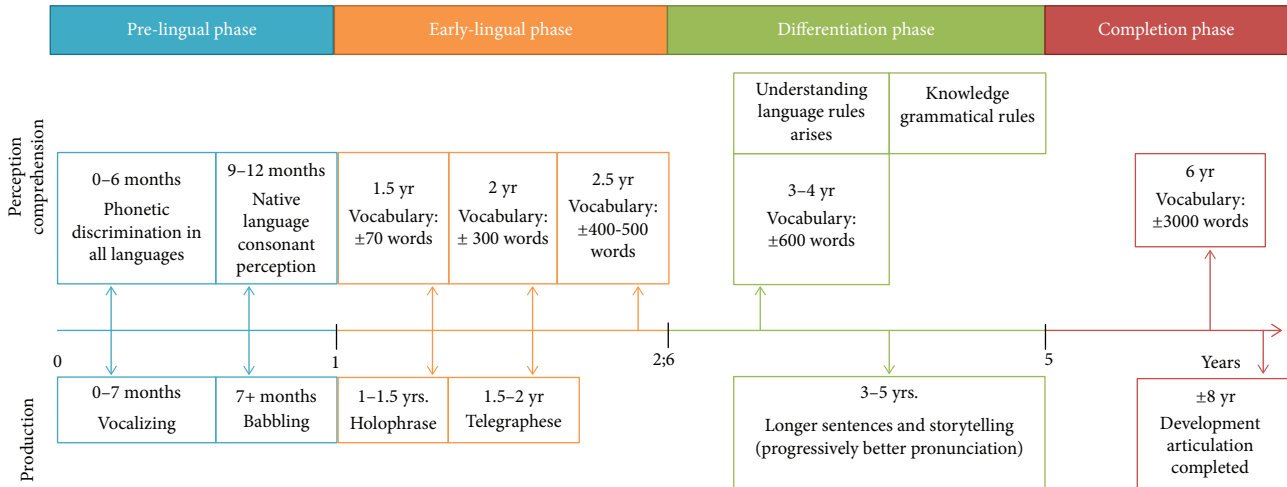 Pre-lingual phase
Early-lingual phase
Differentiation phase
Completion phase
Perception
comprehension
Understanding
language rules
arises
Knowledge
grammatical rules
0–6 months
Phonetic
discrimination in
all languages
9–12 months
Native
language
consonant
perception
1.5 yr
Vocabulary:
±70 words
2 yr
Vocabulary:
± 300 words
2.5 yr
Vocabulary:
±400-500
words
3–4 yr
Vocabulary:
±600 words
6 yr
Vocabulary:
±3000 words
0
1
2;6
5
Years
Production
0–7 months
Vocalizing
7+ months
Babbling
1–1.5 yrs.
Holophrase
1.5–2 yr
Telegraphese
3–5 yrs.
Longer sentences and storytelling
(progressively better pronunciation)
±8 yr
Development
articulation
completed